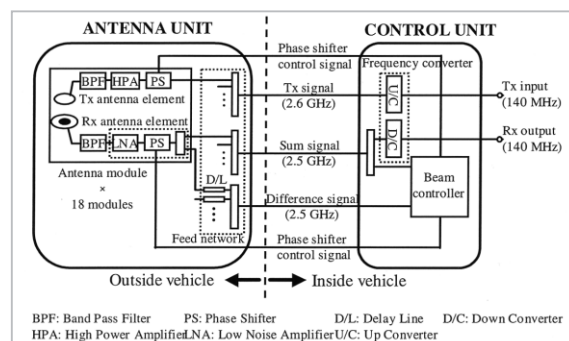 ANTENNA UNIT
CONTROL UNIT
Phase shifter
control signal
Frequency converter
BPF HPA PS
Tx antenna element
Tx signal
(2.6 GHz)
U/C
Tx input
(140 MHz)
Rx antenna element
BPF LNA PS
Sum signal
(2.5 GHz)
D/C
Rx output
(140 MHz)
Antenna module
×
18 modules
D/L
Difference signal
(2.5 GHz)
Beam
controller
Feed network
Phase shifter
control signal
Outside vehicle
Inside vehicle
BPF: Band Pass Filter PS: Phase Shifter D/L: Delay Line D/C: Down Converter
HPA: High Power Amplifier LNA: Low Noise Amplifier U/C: Up Converter